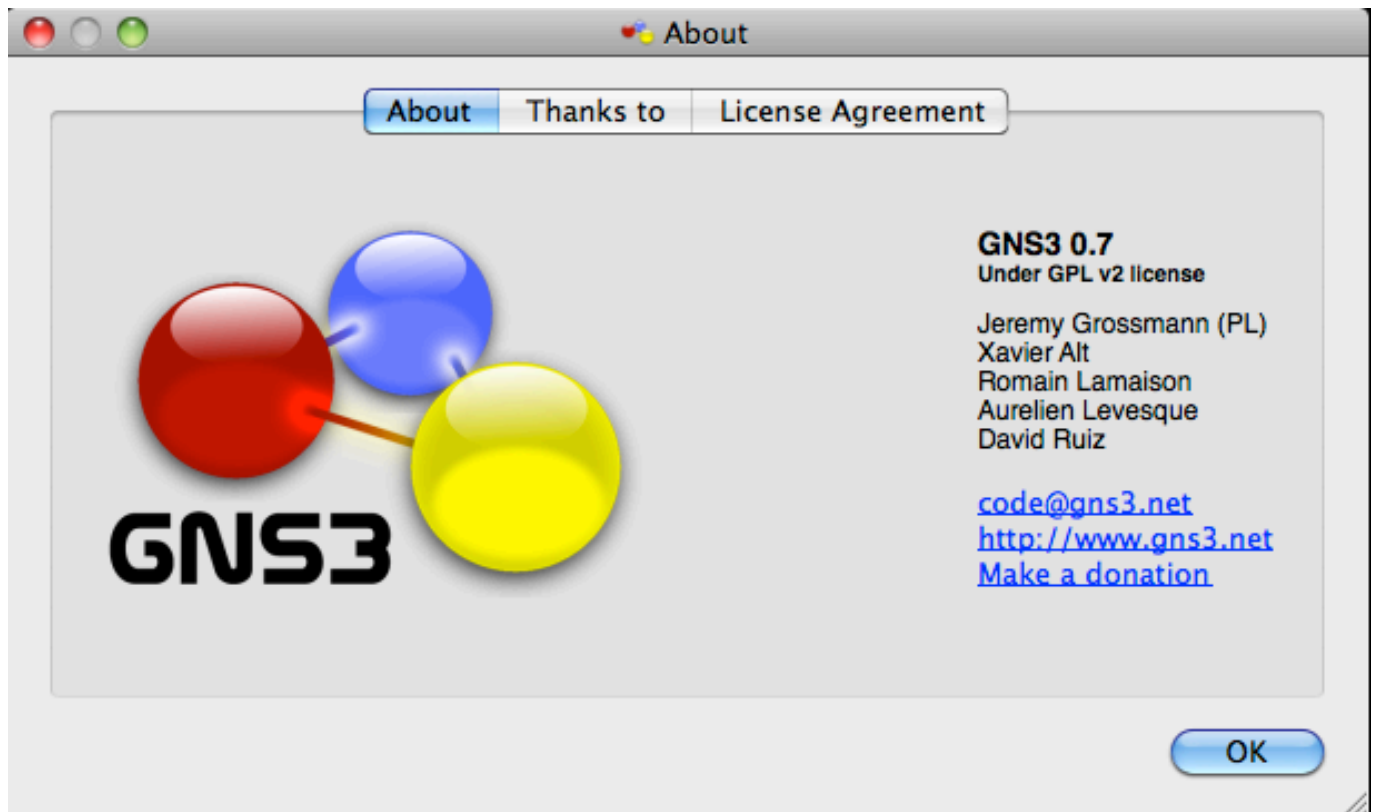 About
About
Thanks to
License Agreement
GNS3
GNS3 0.7
Under GPL v2 license
Jeremy Grossmann (PL)
Xavier Alt
Romain Lamaison
Aurelien Levesque
David Ruiz
code@gns3.net
http://www.gns3.net
Make a donation
OK